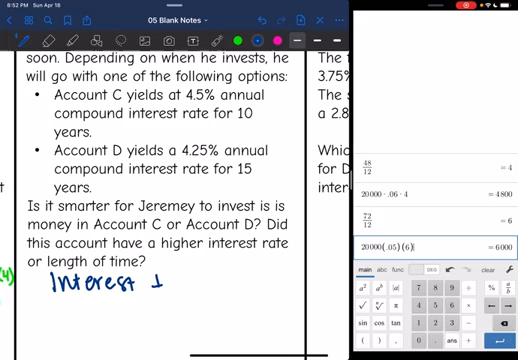 8:52 PM Sun Apr 18
05 Blank Notes
soon. Depending on when he invests, he
will go with one of the following options:
• Account C yields at 4.5% annual
compound interest rate for 10
years.
• Account D yields a 4.25% annual
compound interest rate for 15
years.
Is it smarter for Jeremey to invest is is
money in Account C or Account D? Did
this account have a higher interest rate
or length of time?
Interest
4)
The f
3.75%
The s
a 2.8
Whic
for D
inter
48/12 = 4
20000 · .06 · 4 = 4800
72/12 = 6
20000(.05)(6) = 6000
main abc func DEG clear
a² aᵇ |a| 7 8 9 ÷ % a/b
√ ⁿ√ π 4 5 6 × ← →
sin cos tan 1 2 3 −
( ) , 0 . ans +